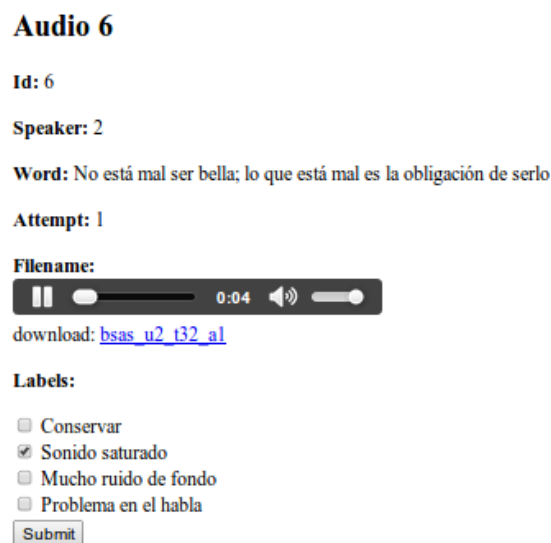 Audio 6
Id: 6
Speaker: 2
Word: No está mal ser bella; lo que está mal es la obligación de serlo
Attempt: 1
Filename:
0:04
download: bsas_u2_t32_a1
Labels:
Conservar
Sonido saturado
Mucho ruido de fondo
Problema en el habla
Submit